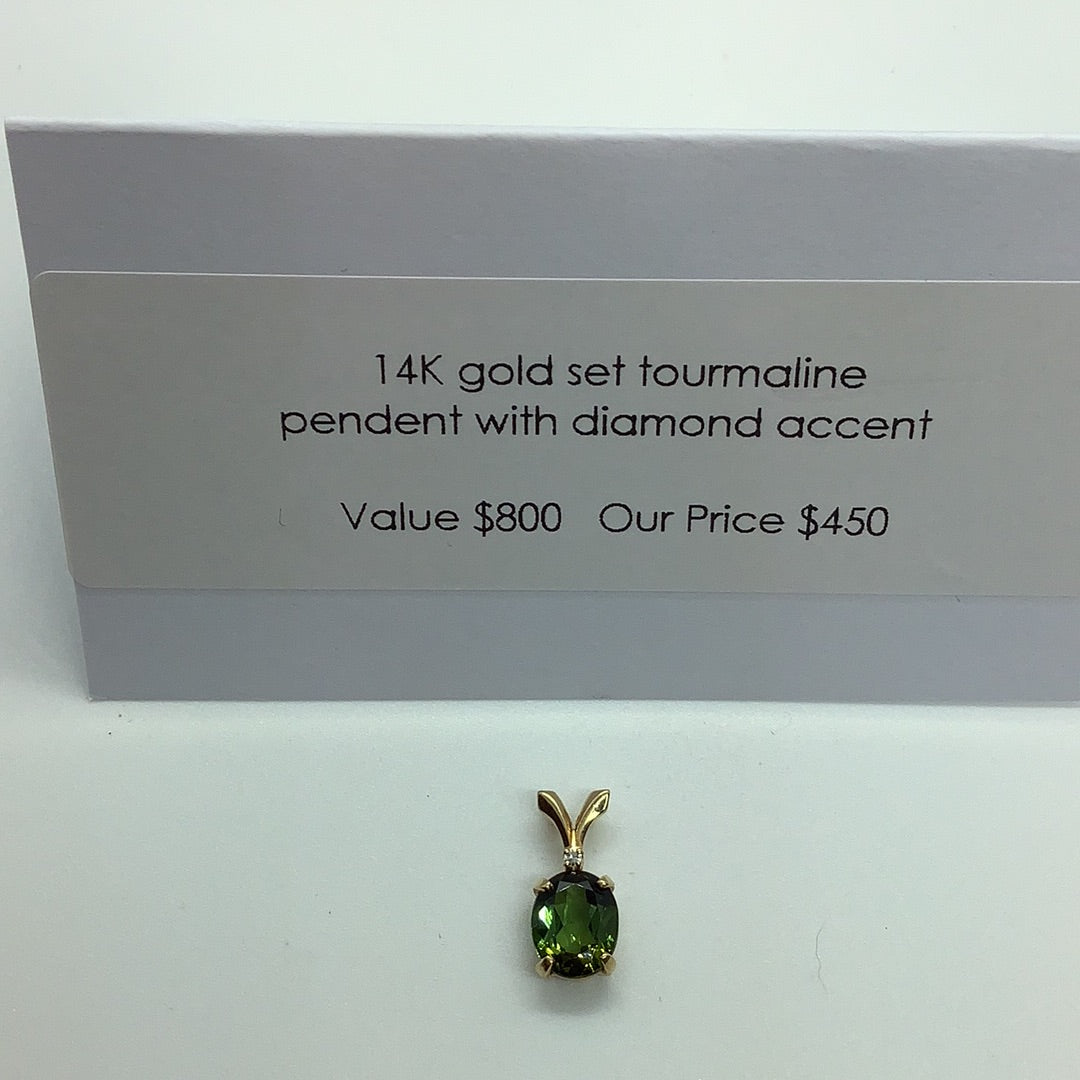 14K gold set tourmaline
pendent with diamond accent
Value $800 Our Price $450